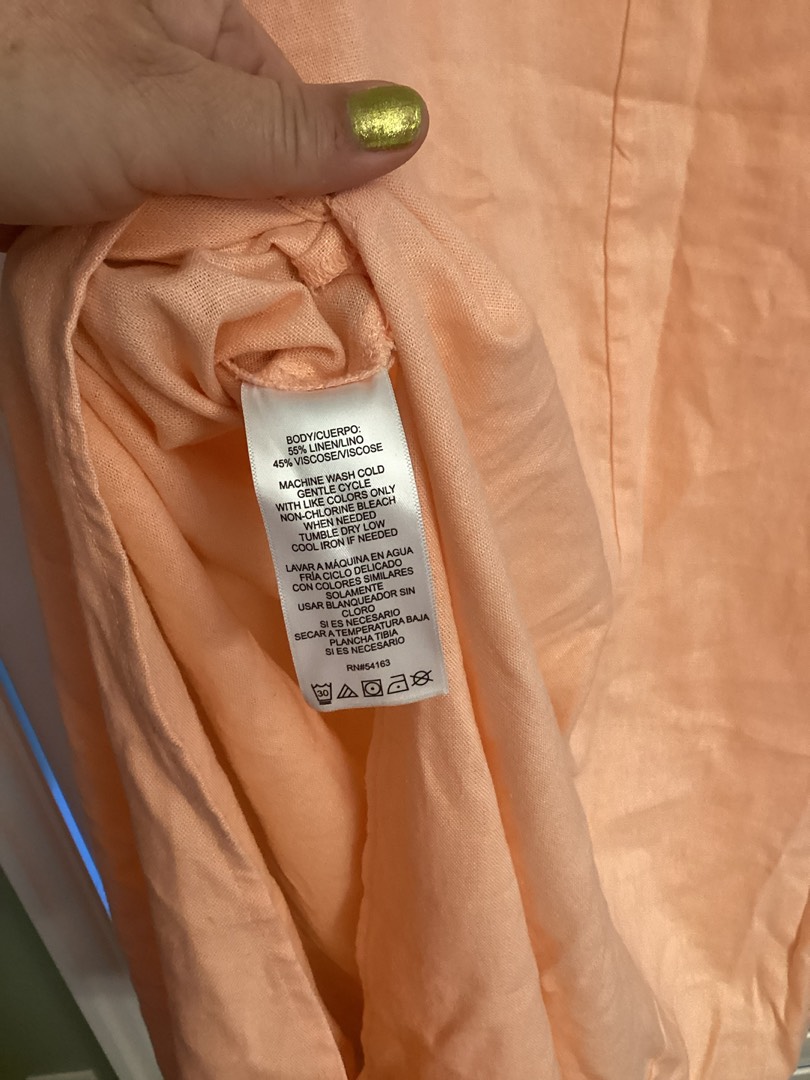 BODY/CUERPO:
55% LINEN/LINO
45% VISCOSE/VISCOSE
MACHINE WASH COLD
GENTLE CYCLE
WITH LIKE COLORS ONLY
NON-CHLORINE BLEACH
WHEN NEEDED
TUMBLE DRY LOW
COOL IRON IF NEEDED
LAVAR A MÁQUINA EN AGUA
FRÍA CICLO DELICADO
CON COLORES SIMILARES
SOLAMENTE
USAR BLANQUEADOR SIN
CLORO
SI ES NECESARIO
SECAR A TEMPERATURA BAJA
PLANCHA TIBIA
SI ES NECESARIO
RN#54163
30